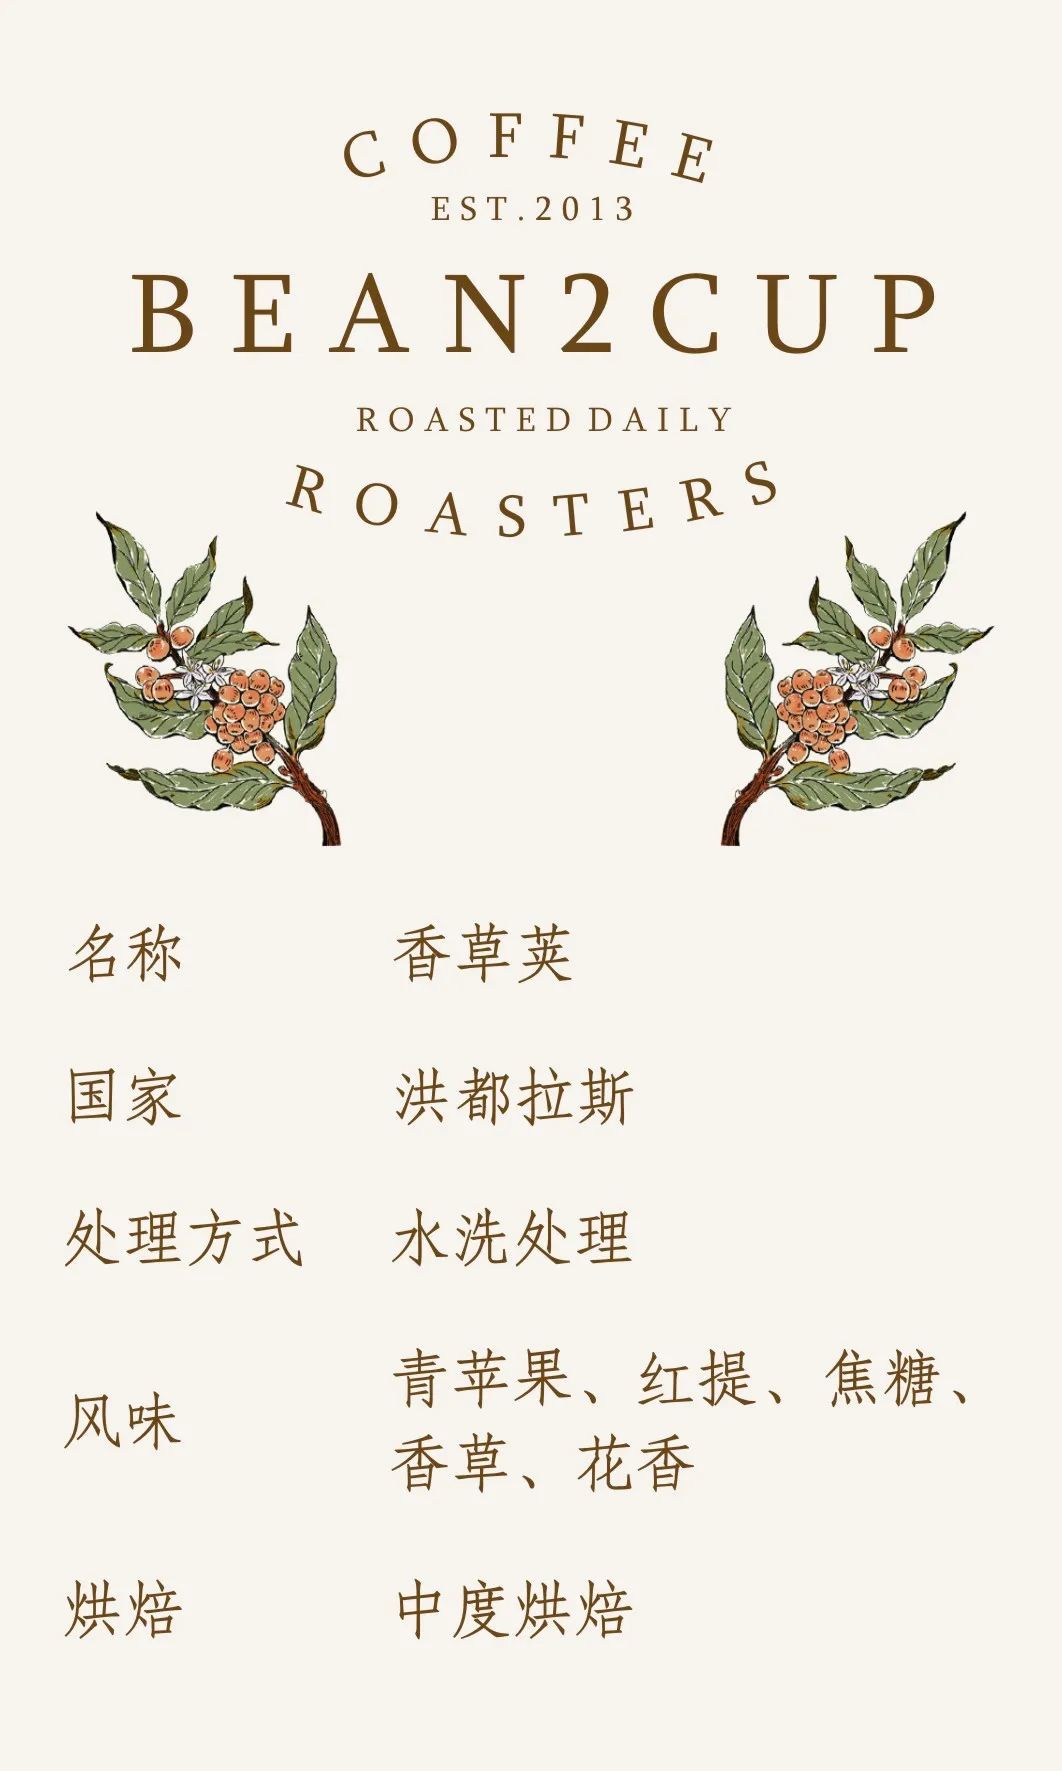 COFFEE
EST.2013
BEAN2CUP
ROASTED DAILY
ROASTERS
名称 香草荚
国家 洪都拉斯
处理方式 水洗处理
风味 青苹果、红提、焦糖、
香草、花香
烘焙 中度烘焙